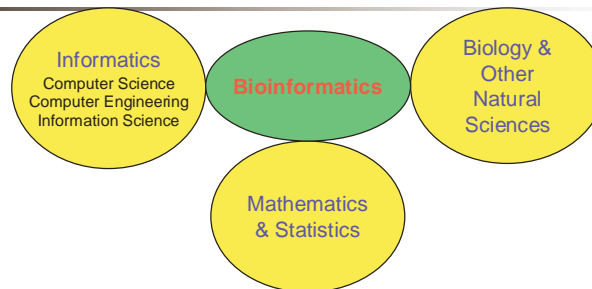 Informatics
Computer Science
Computer Engineering
Information Science
Bioinformatics
Biology &
Other
Natural
Sciences
Mathematics
& Statistics